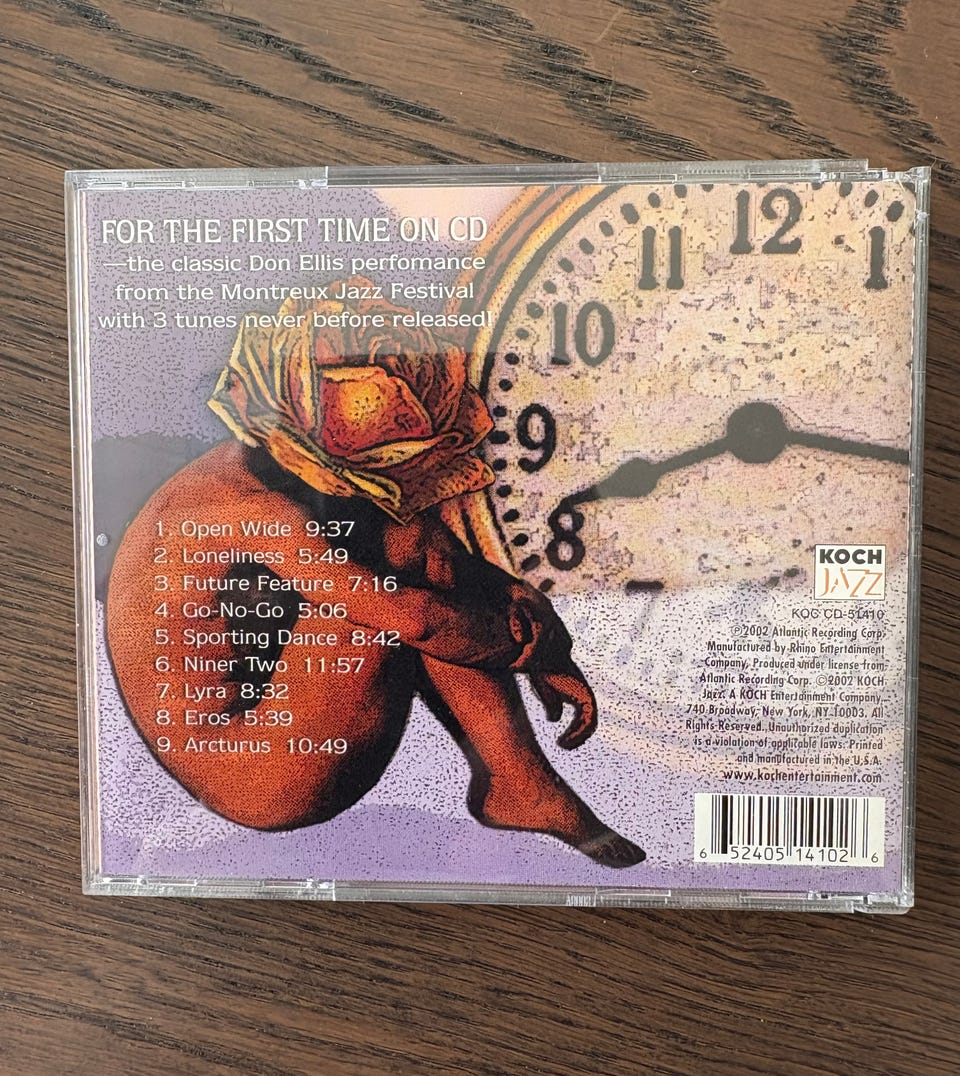 FOR THE FIRST TIME ON CD
—the classic Don Ellis perfomance
from the Montreux Jazz Festival
with 3 tunes never before released!
12
11
1
10
9
8
7
1. Open Wide 9:37
2. Loneliness 5:49
3. Future Feature 7:16
4. Go-No-Go 5:06
5. Sporting Dance 8:42
6. Niner Two 11:57
7. Lyra 8:32
8. Eros 5:39
9. Arcturus 10:49
KOCH
JAZZ
KOC CD-51410
℗2002 Atlantic Recording Corp.
Manufactured by Rhino Entertainment
Company, Produced under license from
Atlantic Recording Corp. ©2002 KOCH
Jazz. A KOCH Entertainment Company.
740 Broadway, New York, NY 10003. All
Rights Reserved. Unauthorized duplication
is a violation of applicable laws. Printed
and manufactured in the U.S.A.
www.kochentertainment.com
6 52405 14102 6